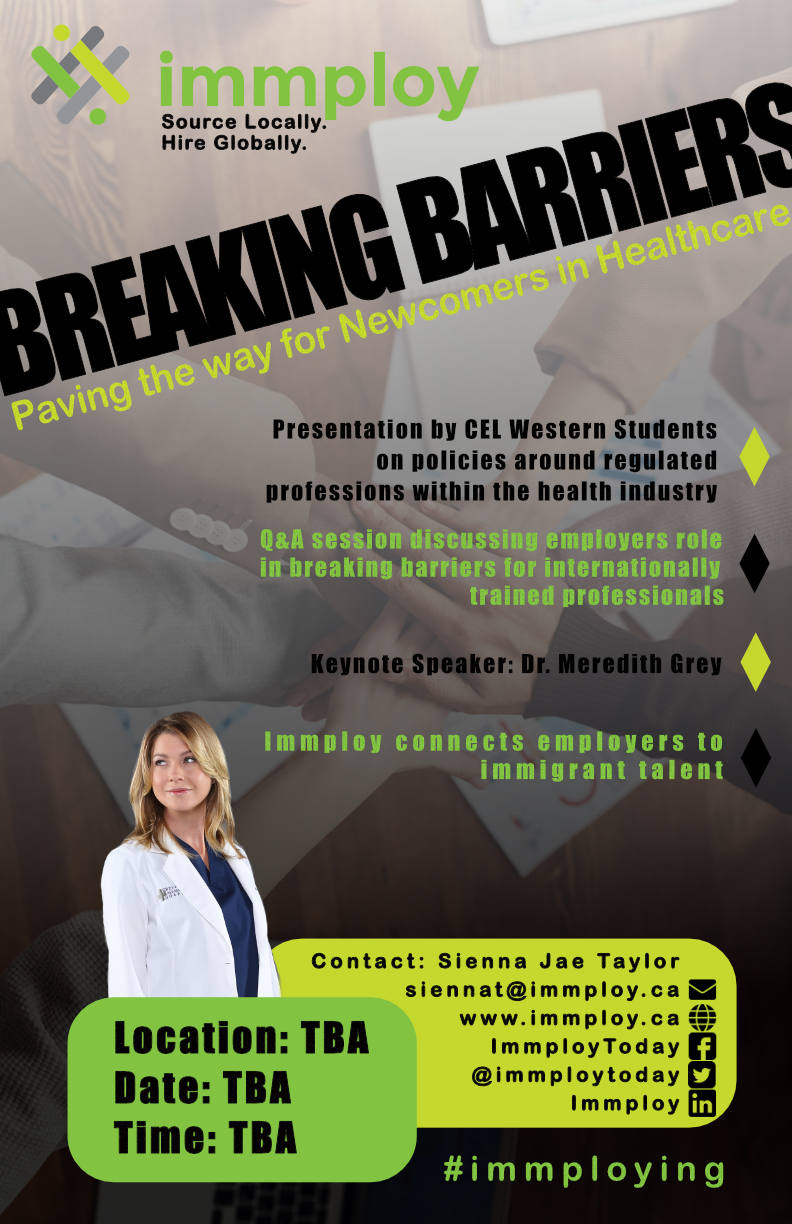 immploy
Source Locally.
Hire Globally.
BREAKING BARRIERS
Paving the way for Newcomers in Healthcare
Presentation by CEL Western Students
on policies around regulated
professions within the health industry
Q&A session discussing employers role
in breaking barriers for internationally
trained professionals
Keynote Speaker: Dr. Meredith Grey
Immploy connects employers to
immigrant talent
Contact: Sienna Jae Taylor
siennat@immploy.ca
www.immploy.ca
ImmployToday
@immploytoday
Immploy
Location: TBA
Date: TBA
Time: TBA
#immploying